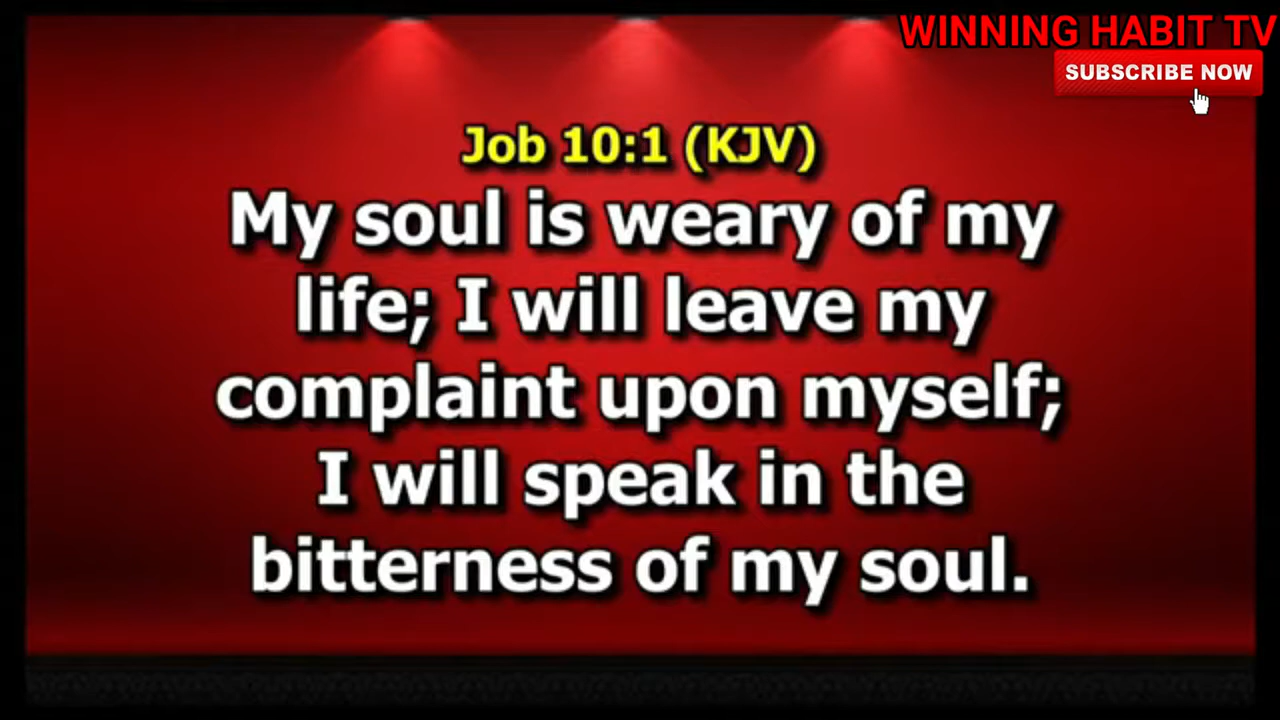 WINNING HABIT TV
SUBSCRIBE NOW
Job 10:1 (KJV)
My soul is weary of my
life; I will leave my
complaint upon myself;
I will speak in the
bitterness of my soul.